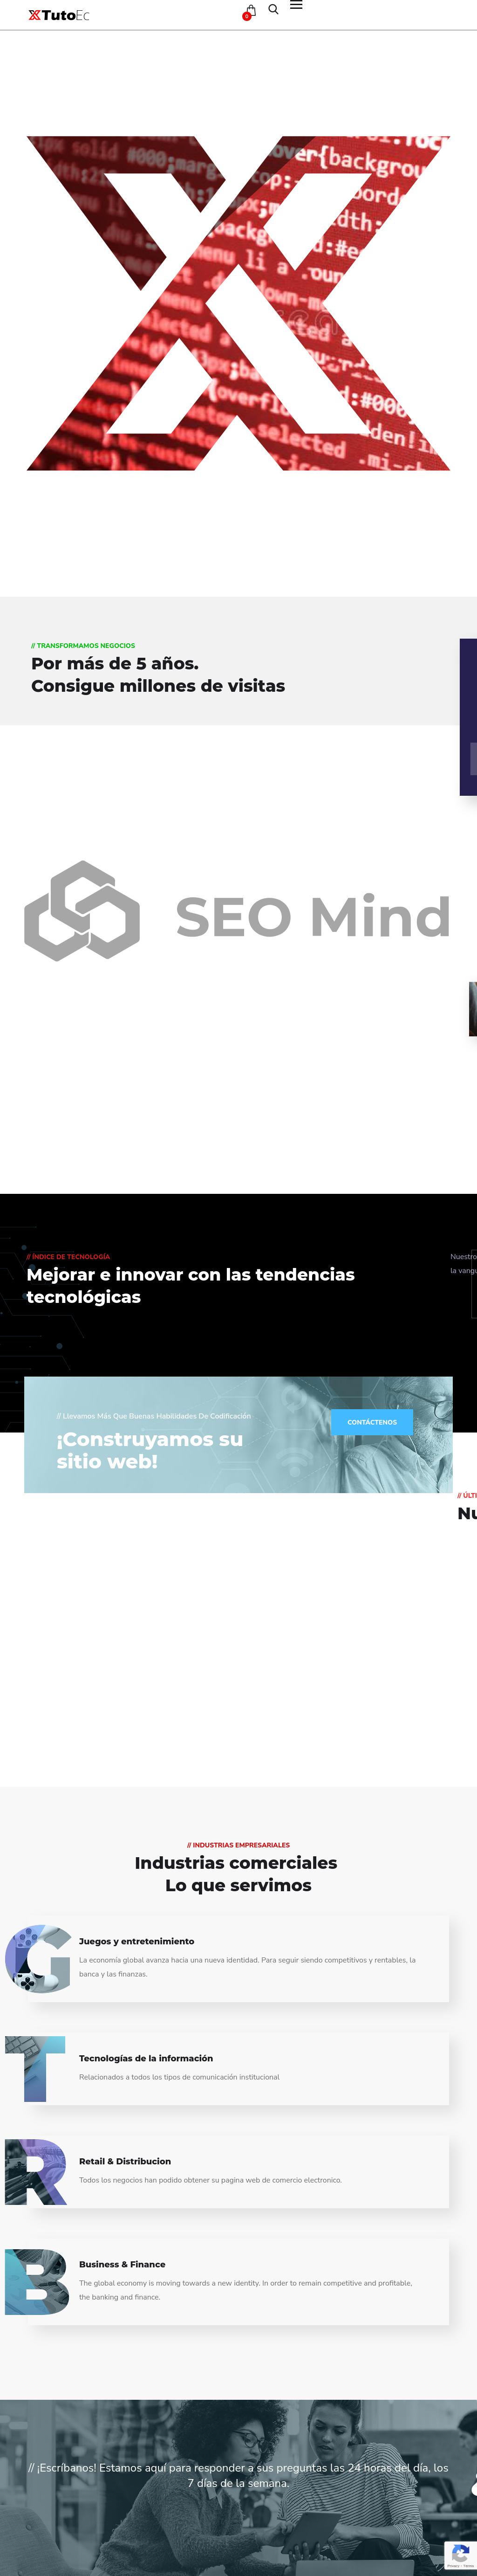 TutoEc
0
// TRANSFORMAMOS NEGOCIOS
Por más de 5 años.
Consigue millones de visitas
SEO Mind
// ÍNDICE DE TECNOLOGÍA
Mejorar e innovar con las tendencias
tecnológicas
Nuestro
la
// Llevamos Más Que Buenas Habilidades De Codificación
¡Construyamos su
sitio web!
CONTÁCTENOS
// INDUSTRIAS EMPRESARIALES
Industrias comerciales
Lo que servimos
G
Juegos y entretenimiento
La economía global avanza hacia una nueva identidad. Para seguir siendo competitivos y rentables, la
banca y las finanzas.
T
Tecnologías de la información
Relacionados a todos los tipos de comunicación institucional
R
Retail & Distribucion
Todos los negocios han podido obtener su pagina web de comercio electronico.
B
Business & Finance
The global economy is moving towards a new identity. In order to remain competitive and profitable,
the banking and finance.
// ¡Escríbanos! Estamos aquí para responder a sus preguntas las 24 horas del día, los
7 días de la semana.
Privacy - Terms